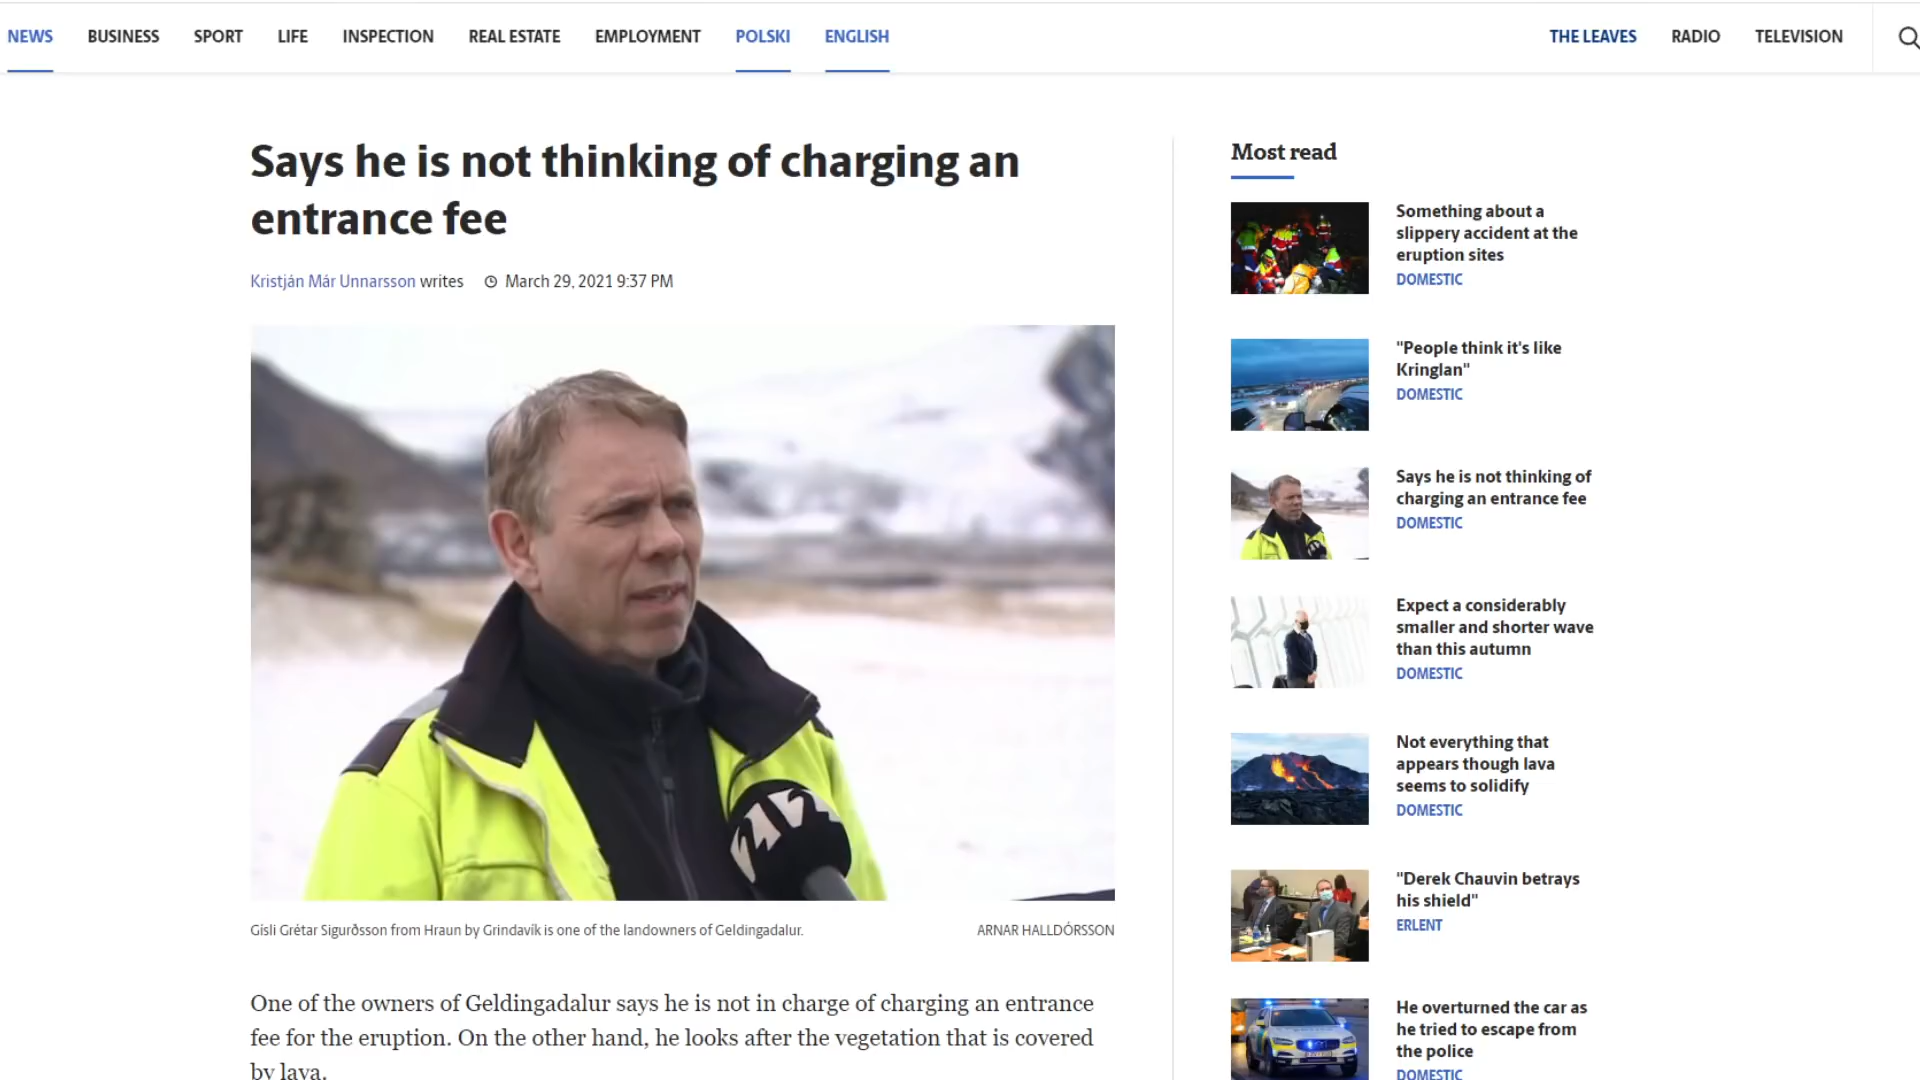 NEWS BUSINESS SPORT LIFE INSPECTION REAL ESTATE EMPLOYMENT POLSKI ENGLISH THE LEAVES RADIO TELEVISION
Says he is not thinking of charging an
entrance fee
Kristján Már Unnarsson writes March 29, 2021 9:37 PM
Gísli Grétar Sigurðsson from Hraun by Grindavík is one of the landowners of Geldingadalur. ARNAR HALLDÓRSSON
One of the owners of Geldingadalur says he is not in charge of charging an entrance
fee for the eruption. On the other hand, he looks after the vegetation that is covered
by lava.
Most read
Something about a
slippery accident at the
eruption sites
DOMESTIC
"People think it's like
Kringlan"
DOMESTIC
Says he is not thinking of
charging an entrance fee
DOMESTIC
Expect a considerably
smaller and shorter wave
than this autumn
DOMESTIC
Not everything that
appears though lava
seems to solidify
DOMESTIC
"Derek Chauvin betrays
his shield"
ERLENT
He overturned the car as
he tried to escape from
the police
DOMESTIC